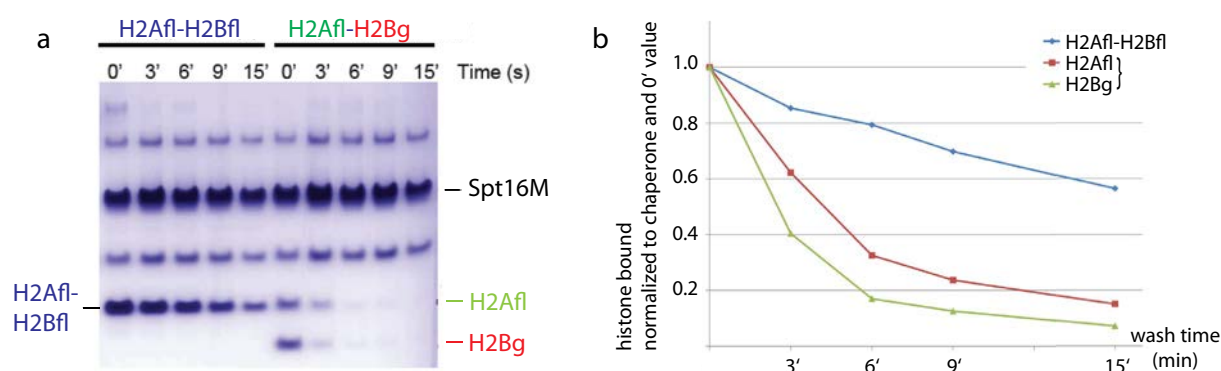 a
H2Afl-H2Bfl H2Afl-H2Bg
0' 3' 6' 9' 15' 0' 3' 6' 9' 15' Time (s)
Spt16M
H2Afl-
H2Bfl
H2Afl
H2Bg
b
H2Afl-H2Bfl
H2Afl }
H2Bg
histone bound
normalized to chaperone and 0' value
1.0
0.8
0.6
0.4
0.2
3' 6' 9' 15'
wash time
(min)